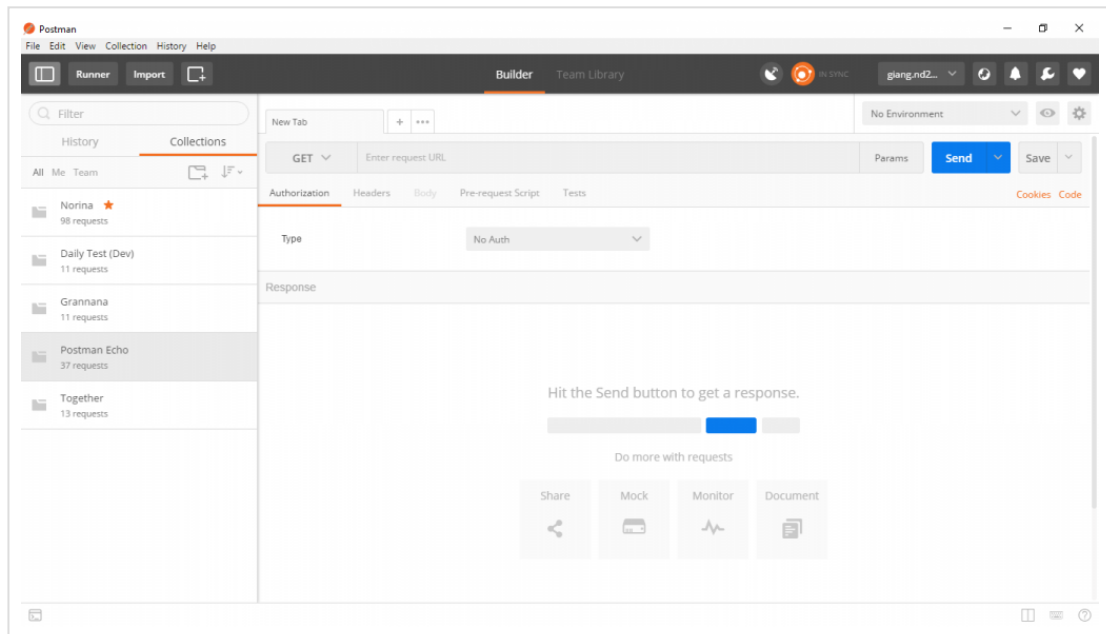 Postman
File Edit View Collection History Help
Runner Import Builder Team Library IN SYNC giang.nd2...
Filter
History Collections
All Me Team
Norina
98 requests
Daily Test (Dev)
11 requests
Grannana
11 requests
Postman Echo
37 requests
Together
13 requests
New Tab + ••• No Environment
GET Enter request URL Params Send Save
Authorization Headers Body Pre-request Script Tests Cookies Code
Type No Auth
Response
Hit the Send button to get a response.
Do more with requests
Share Mock Monitor Document